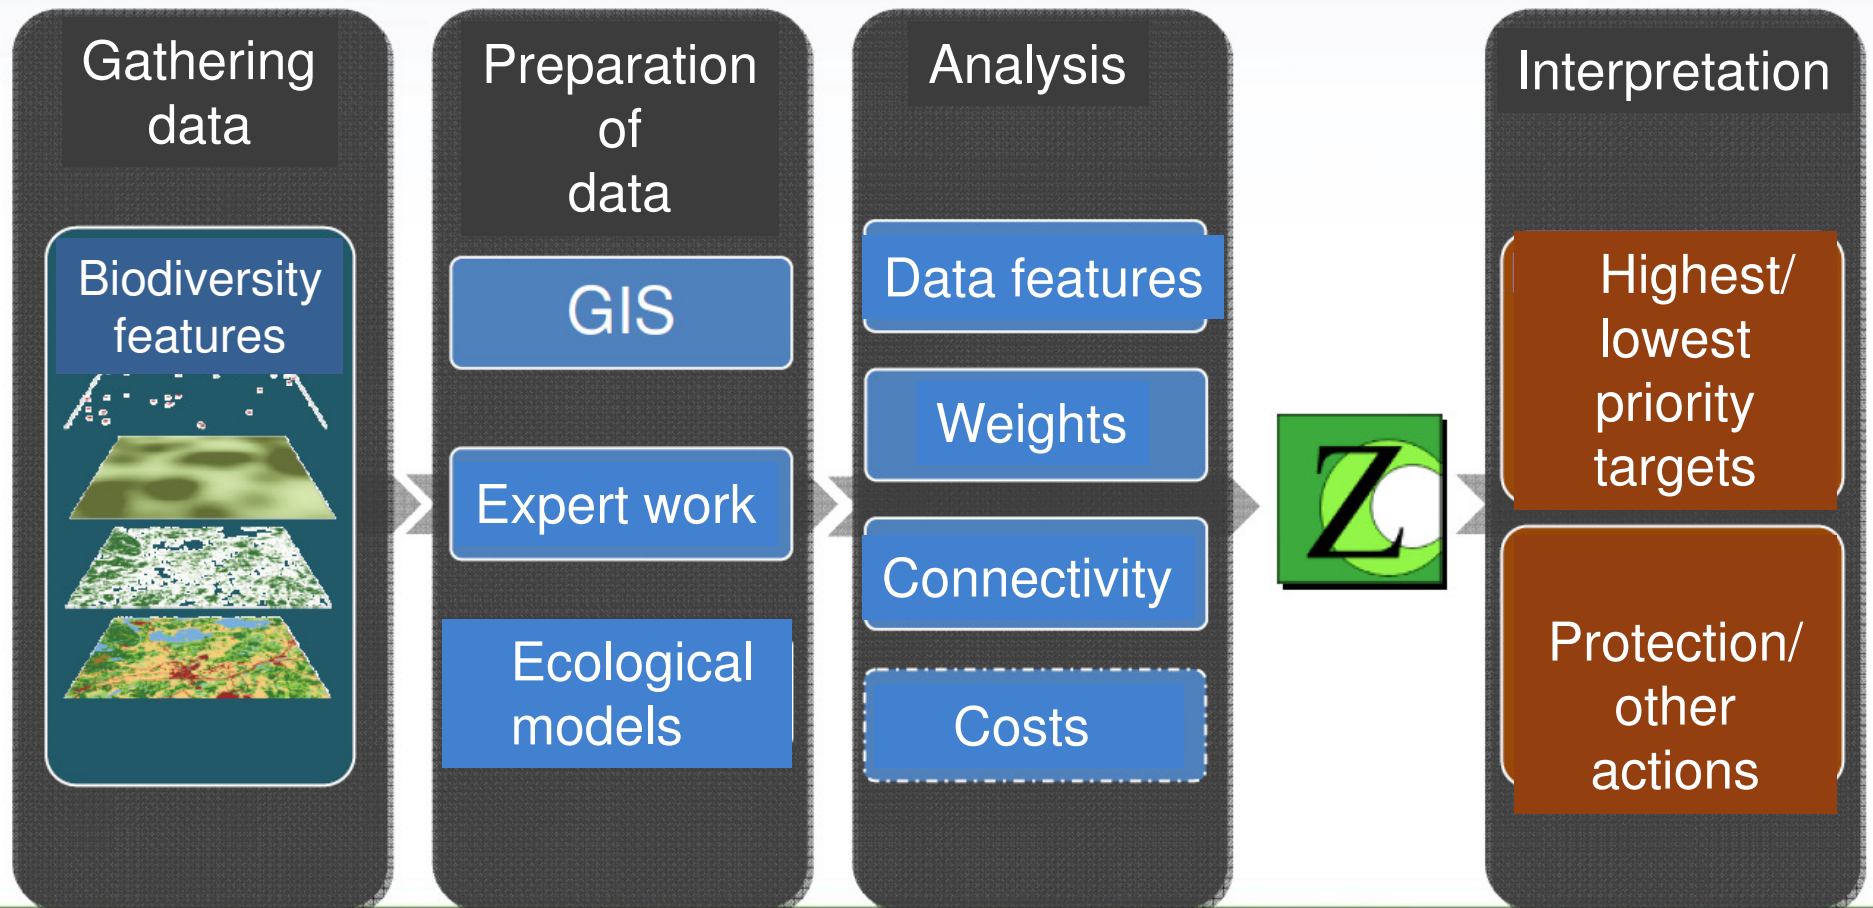 Gathering
data
Biodiversity
features
Preparation
of
data
GIS
Expert work
Ecological
models
Analysis
Data features
Weights
Connectivity
Costs
Z
Interpretation
Highest/
lowest
priority
targets
Protection/
other
actions